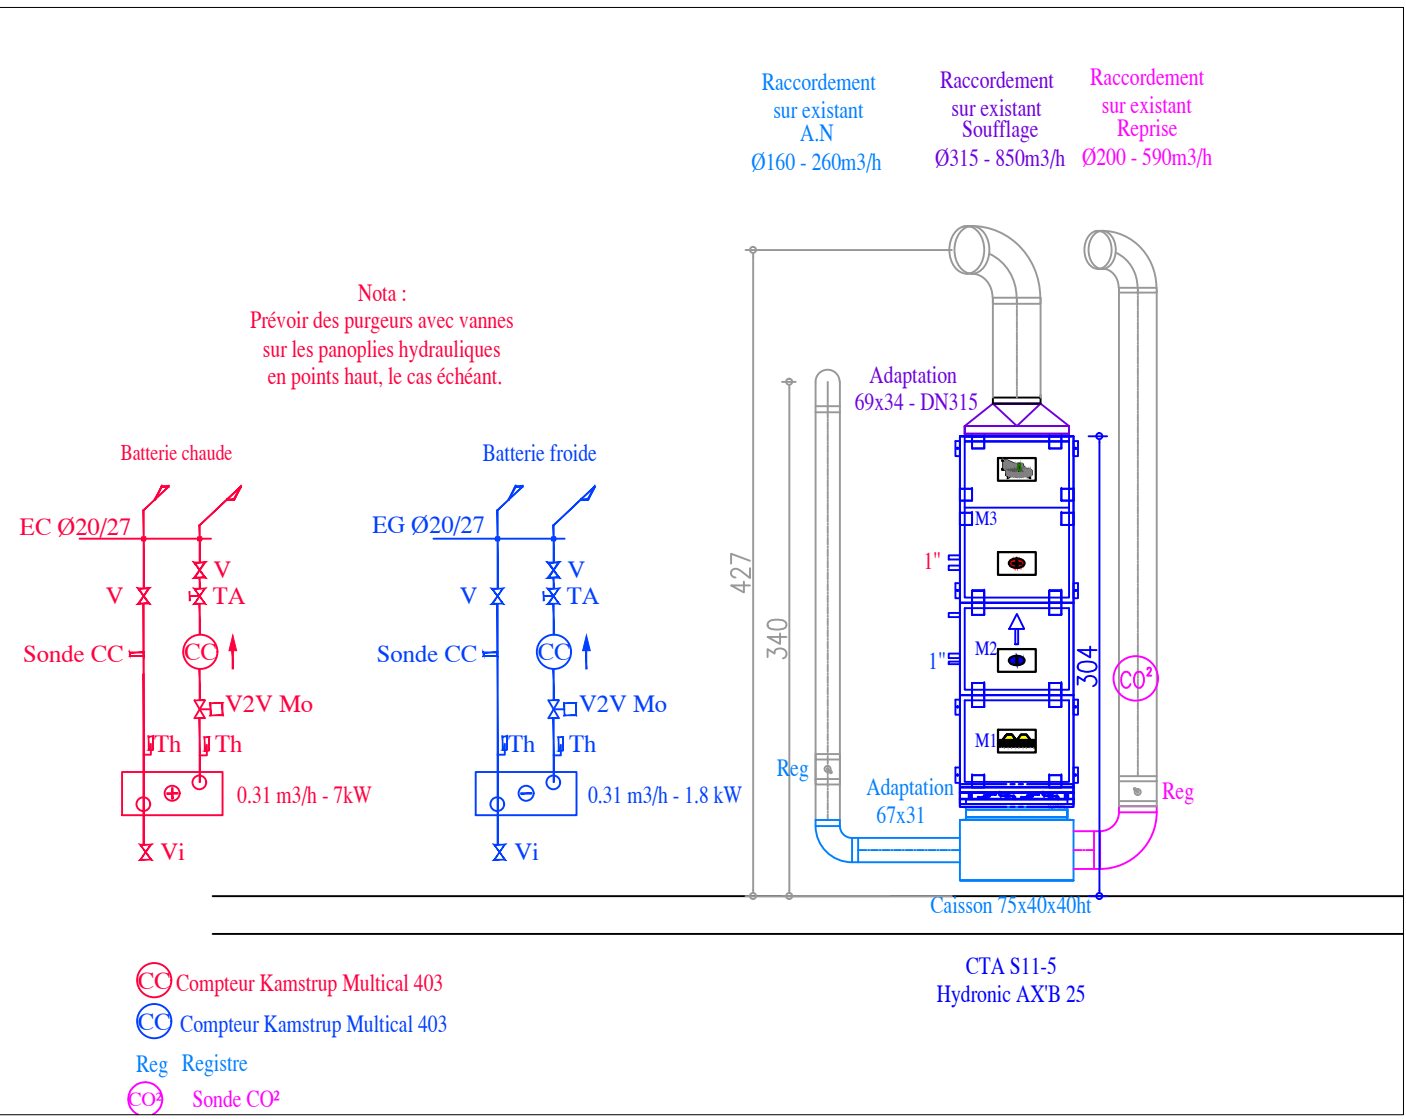 Raccordement
sur existant
A.N
Ø160 - 260m3/h
Raccordement
sur existant
Soufflage
Ø315 - 850m3/h
Raccordement
sur existant
Reprise
Ø200 - 590m3/h
Nota :
Prévoir des purgeurs avec vannes
sur les panoplies hydrauliques
en points haut, le cas échéant.
Adaptation
69x34 - DN315
Batterie chaude
EC Ø20/27
V
V
TA
Sonde CC
CC
V2V Mo
Th
Th
0.31 m3/h - 7kW
Vi
Batterie froide
EG Ø20/27
V
V
TA
Sonde CC
CC
V2V Mo
Th
Th
0.31 m3/h - 1.8 kW
Vi
427
340
304
M3
1"
M2
1"
M1
CO²
Reg
Reg
Adaptation
67x31
Caisson 75x40x40ht
CTA S11-5
Hydronic AX'B 25
CC Compteur Kamstrup Multical 403
CC Compteur Kamstrup Multical 403
Reg Registre
CO² Sonde CO²